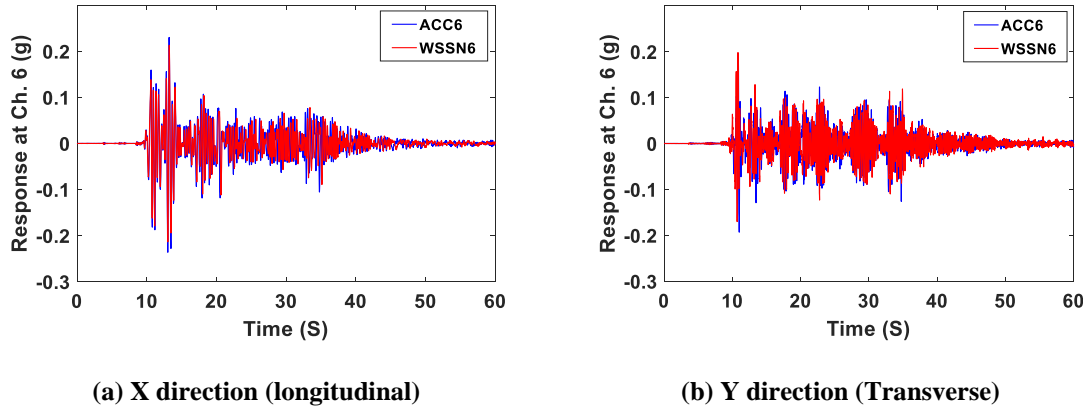 ACC6
WSSN6
Response at Ch. 6 (g)
0.2
0.1
0
-0.1
-0.2
-0.3
0 10 20 30 40 50 60
Time (S)
(a) X direction (longitudinal)
ACC6
WSSN6
Response at Ch. 6 (g)
0.2
0.1
0
-0.1
-0.2
-0.3
0 10 20 30 40 50 60
Time (S)
(b) Y direction (Transverse)